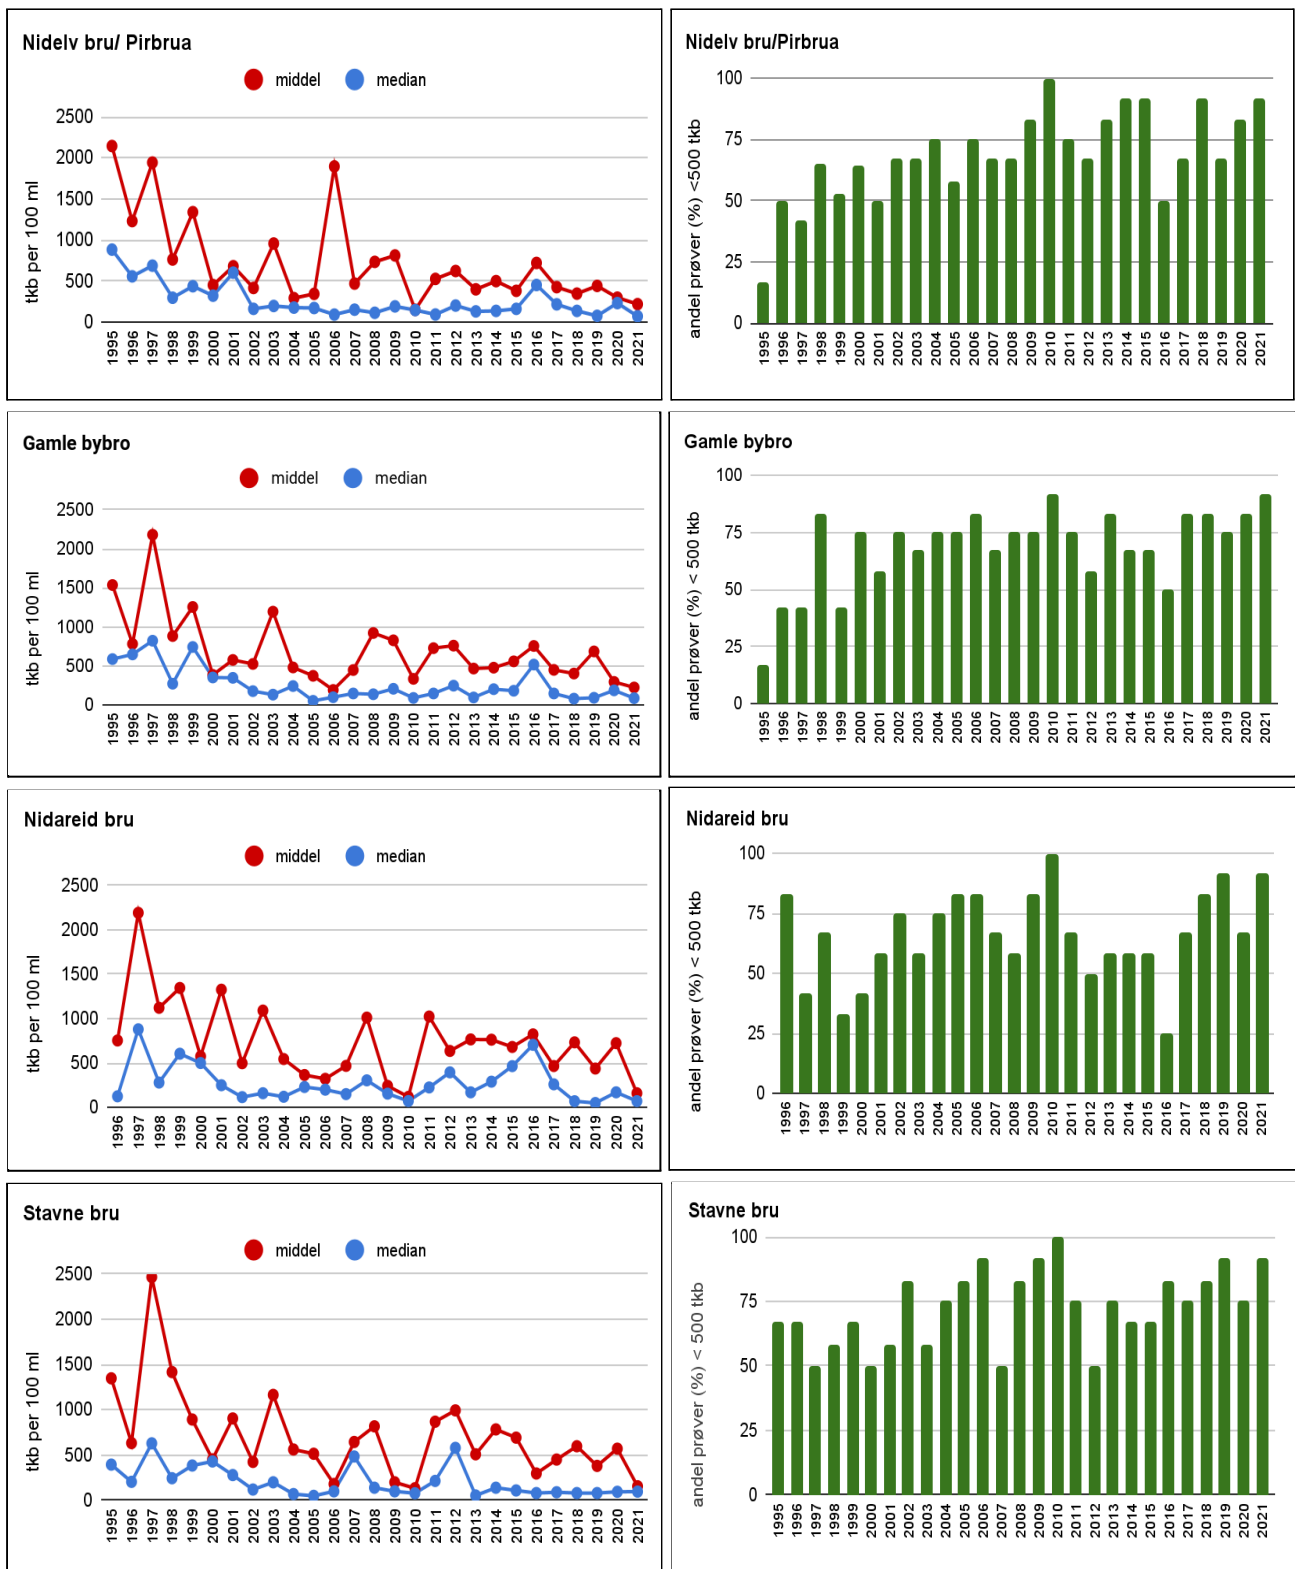 Nidelv bru/ Pirbrua
middel median
tkb per 100 ml
2500
2000
1500
1000
500
0
1995 1996 1997 1998 1999 2000 2001 2002 2003 2004 2005 2006 2007 2008 2009 2010 2011 2012 2013 2014 2015 2016 2017 2018 2019 2020 2021
Nidelv bru/Pirbrua
andel prøver (%) <500 tkb
100
75
50
25
0
1995 1996 1997 1998 1999 2000 2001 2002 2003 2004 2005 2006 2007 2008 2009 2010 2011 2012 2013 2014 2015 2016 2017 2018 2019 2020 2021
Gamle bybro
middel median
tkb per 100 ml
2500
2000
1500
1000
500
0
1995 1996 1997 1998 1999 2000 2001 2002 2003 2004 2005 2006 2007 2008 2009 2010 2011 2012 2013 2014 2015 2016 2017 2018 2019 2020 2021
Gamle bybro
andel prøver (%) < 500 tkb
100
75
50
25
0
1995 1996 1997 1998 1999 2000 2001 2002 2003 2004 2005 2006 2007 2008 2009 2010 2011 2012 2013 2014 2015 2016 2017 2018 2019 2020 2021
Nidareid bru
middel median
tkb per 100 ml
2500
2000
1500
1000
500
0
1996 1997 1998 1999 2000 2001 2002 2003 2004 2005 2006 2007 2008 2009 2010 2011 2012 2013 2014 2015 2016 2017 2018 2019 2020 2021
Nidareid bru
andel prøver (%) < 500 tkb
100
75
50
25
0
1996 1997 1998 1999 2000 2001 2002 2003 2004 2005 2006 2007 2008 2009 2010 2011 2012 2013 2014 2015 2016 2017 2018 2019 2020 2021
Stavne bru
middel median
tkb per 100 ml
2500
2000
1500
1000
500
0
1995 1996 1997 1998 1999 2000 2001 2002 2003 2004 2005 2006 2007 2008 2009 2010 2011 2012 2013 2014 2015 2016 2017 2018 2019 2020 2021
Stavne bru
andel prøver (%) < 500 tkb
100
75
50
25
0
1995 1996 1997 1998 1999 2000 2001 2002 2003 2004 2005 2006 2007 2008 2009 2010 2011 2012 2013 2014 2015 2016 2017 2018 2019 2020 2021